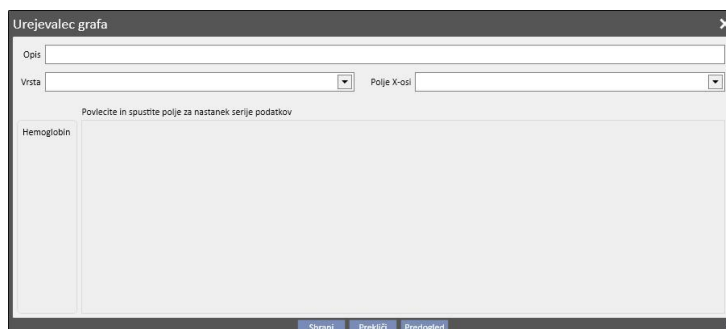 Urejevalec grafa
Opis
Vrsta
Polje X-osi
Povlecite in spustite polje za nastanek serije podatkov
Hemoglobin
Shrani
Prekliči
Predogled